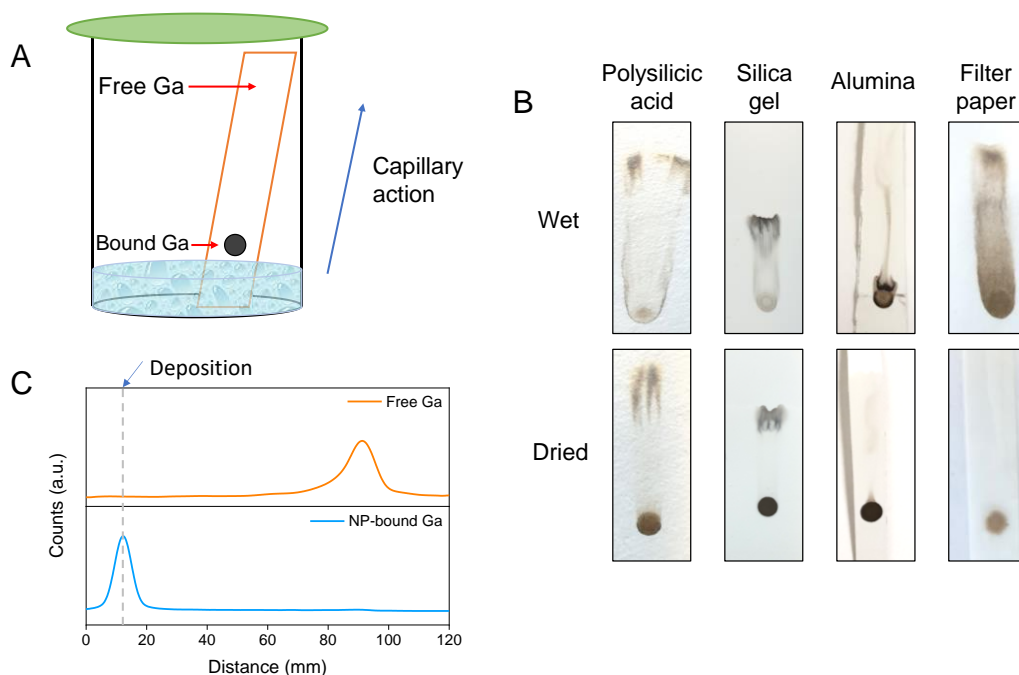 A
Free Ga
Bound Ga
Capillary
action
B
Polysilicic
acid
Silica
gel
Alumina
Filter
paper
Wet
Dried
C
Deposition
Free Ga
NP-bound Ga
Counts (a.u.)
0 20 40 60 80 100 120
Distance (mm)